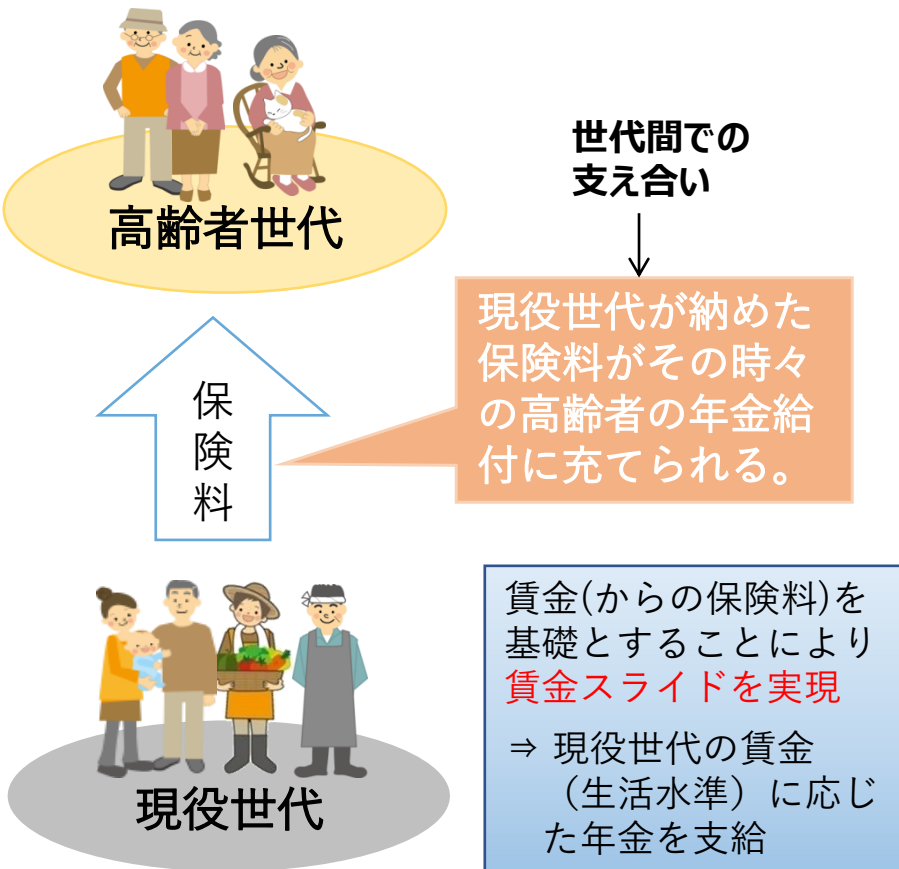 高齢者世代
世代間での
支え合い
現役世代が納めた
保険料がその時々
の高齢者の年金給
付に充てられる。
保
険
料
現役世代
賃金(からの保険料)を
基礎とすることにより
賃金スライドを実現
⇒ 現役世代の賃金
（生活水準）に応じ
た年金を支給